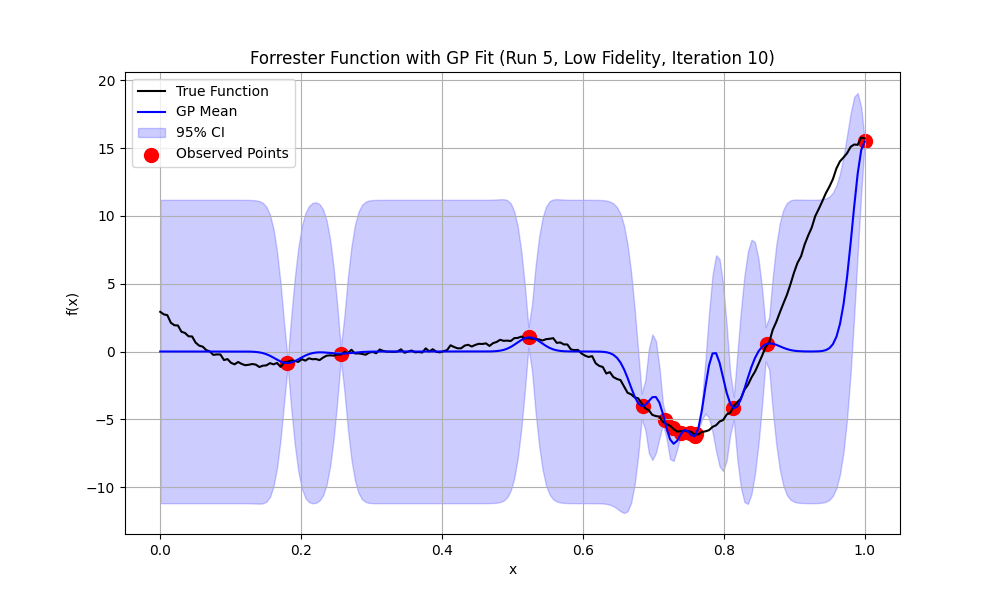 Forrester Function with GP Fit (Run 5, Low Fidelity, Iteration 10)
True Function
GP Mean
95% CI
Observed Points
f(x)
20
15
10
5
0
−5
−10
0.0
0.2
0.4
0.6
0.8
1.0
x